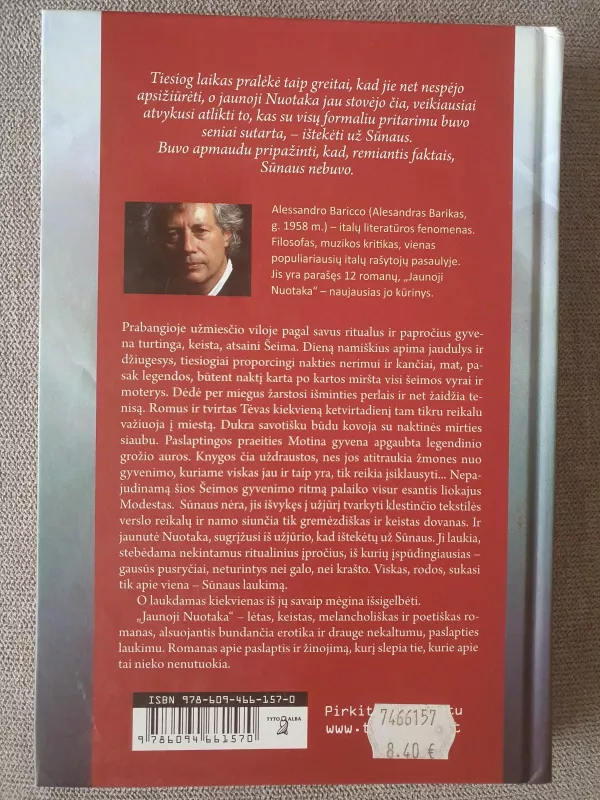 Tiesiog laikas pralėkė taip greitai, kad jie net nespėjo
apsižiūrėti, o jaunoji Nuotaka jau stovėjo čia, veikiausiai
atvykusi atlikti to, kas su visų formaliu pritarimu buvo
seniai sutarta, – ištekėti už Sūnaus.
Buvo apmaudu pripažinti, kad, remiantis faktais,
Sūnaus nebuvo.
Alessandro Baricco (Alesandras Barikas,
g. 1958 m.) – italų literatūros fenomenas.
Filosofas, muzikos kritikas, vienas
populiariausių italų rašytojų pasaulyje.
Jis yra parašęs 12 romanų, „Jaunoji
Nuotaka“ – naujausias jo kūrinys.
Prabangioje užmiesčio viloje pagal savus ritualus ir papročius gyve-
na turtinga, keista, atsaini Šeima. Dieną namiškius apima jaudulys ir
džiugesys, tiesiogiai proporcingi nakties nerimui ir kančiai, mat, pa-
sak legendos, būtent naktį karta po kartos miršta visi šeimos vyrai ir
moterys. Dėdė per miegus žarstosi išminties perlais ir net žaidžia te-
nisą. Romus ir tvirtas Tėvas kiekvieną ketvirtadienį tam tikru reikalu
važiuoja į miestą. Dukra savotišku būdu kovoja su naktinės mirties
siaubu. Paslaptingos praeities Motina gyvena apgaubta legendinio
grožio auros. Knygos čia uždraustos, nes jos atitraukia žmones nuo
gyvenimo, kuriame viskas jau ir taip yra, tik reikia įsiklausyti... Nepa-
judinamą šios Šeimos gyvenimo ritmą palaiko visur esantis liokajus
Modestas. Sūnaus nėra, jis išvykęs į užjūrį tvarkyti klestinčio tekstilės
verslo reikalų ir namo siunčia tik gremėzdiškas ir keistas dovanas. Ir
jaunutė Nuotaka, sugrįžusi iš užjūrio, kad ištekėtų už Sūnaus. Ji laukia,
stebėdama nekintamus ritualinius įpročius, iš kurių įspūdingiausias –
gausūs pusryčiai, neturintys nei galo, nei krašto. Viskas, rodos, sukasi
tik apie viena – Sūnaus laukimą.
O laukdamas kiekvienas iš jų savaip mėgina išsigelbėti.
„Jaunoji Nuotaka“ – lėtas, keistas, melancholiškas ir poetiškas ro-
manas, alsuojantis bundančia erotika ir drauge nekaltumu, paslapties
laukimu. Romanas apie paslaptis ir žinojimą, kurį slepia tie, kurie apie
tai nieko nenutuokia.
ISBN 978-609-466-157-0
9 786094 661570
TYTO ALBA
7466157
8.40 €